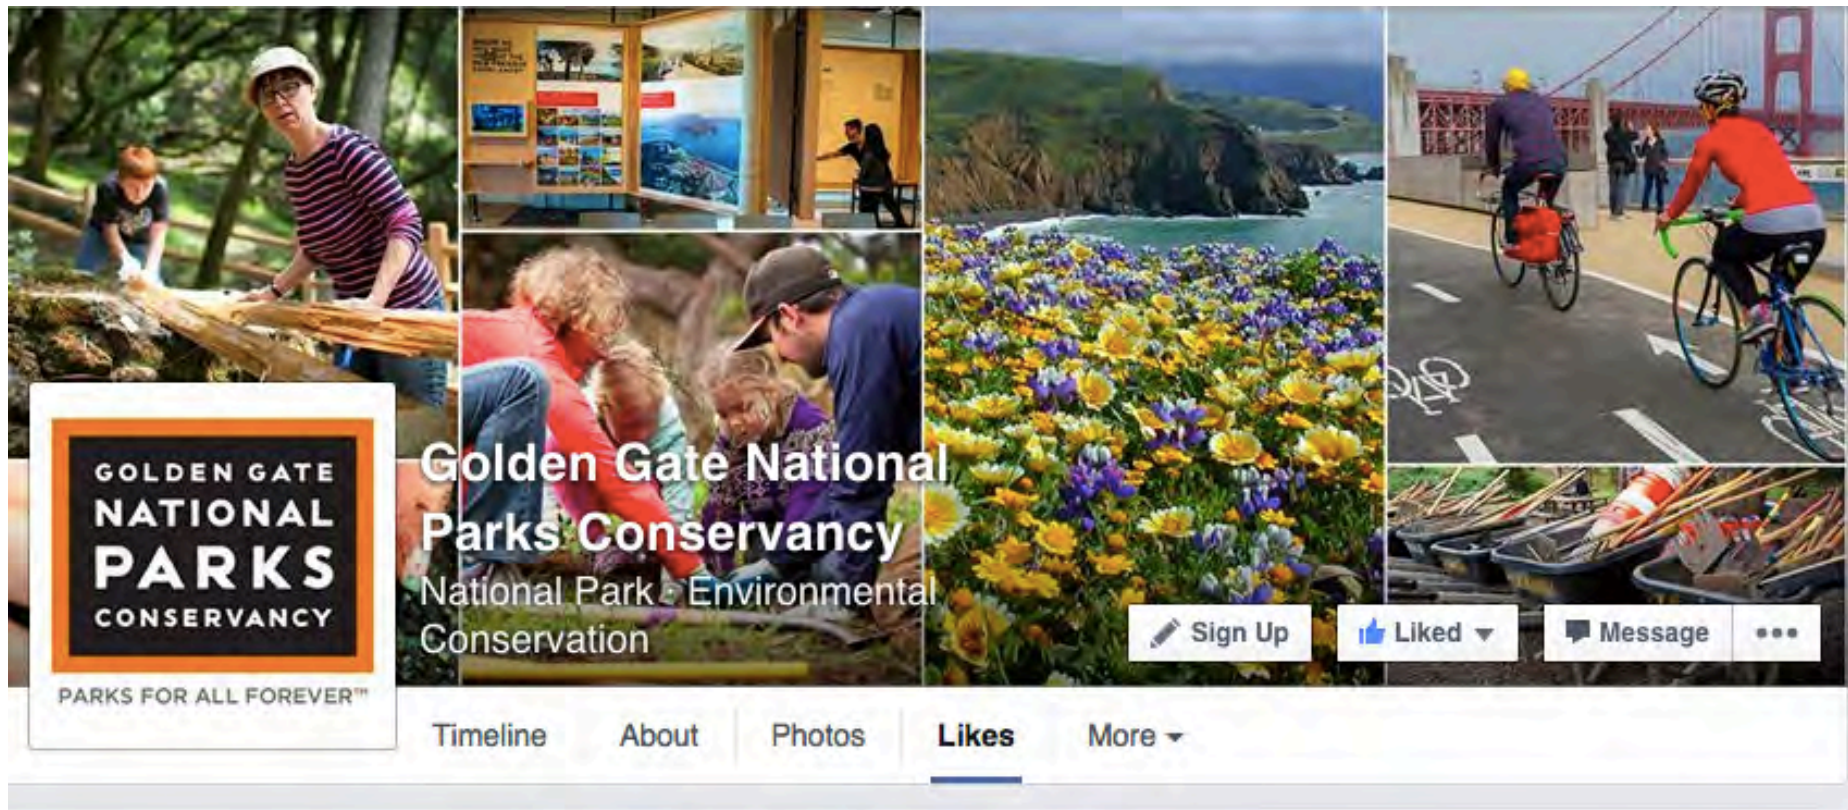 GOLDEN GATE
NATIONAL
PARKS
CONSERVANCY
PARKS FOR ALL FOREVER™
Golden Gate National
Parks Conservancy
National Park · Environmental
Conservation
Sign Up
Liked
Message
Timeline
About
Photos
Likes
More